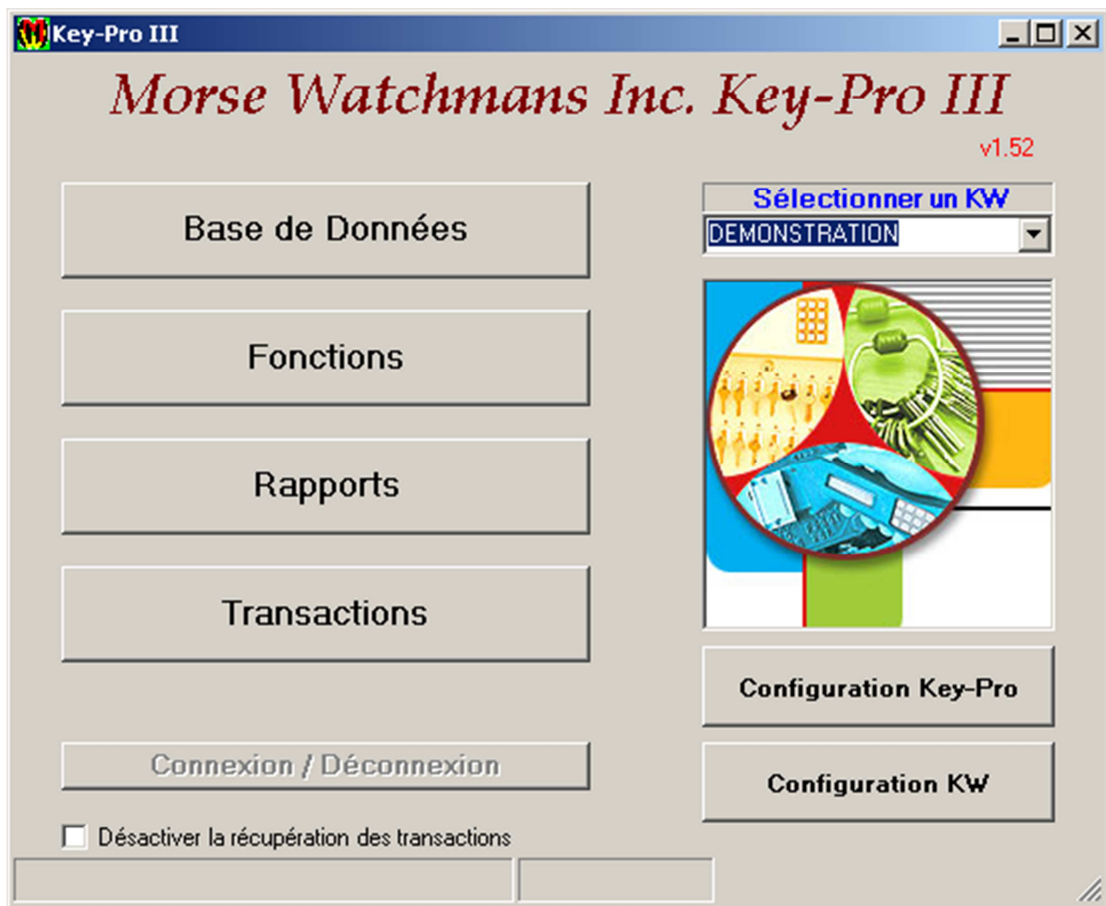 Key-Pro III
Morse Watchmans Inc. Key-Pro III
v1.52
Base de Données
Fonctions
Rapports
Transactions
Connexion / Déconnexion
Désactiver la récupération des transactions
Sélectionner un KW
DEMONSTRATION
Configuration Key-Pro
Configuration KW